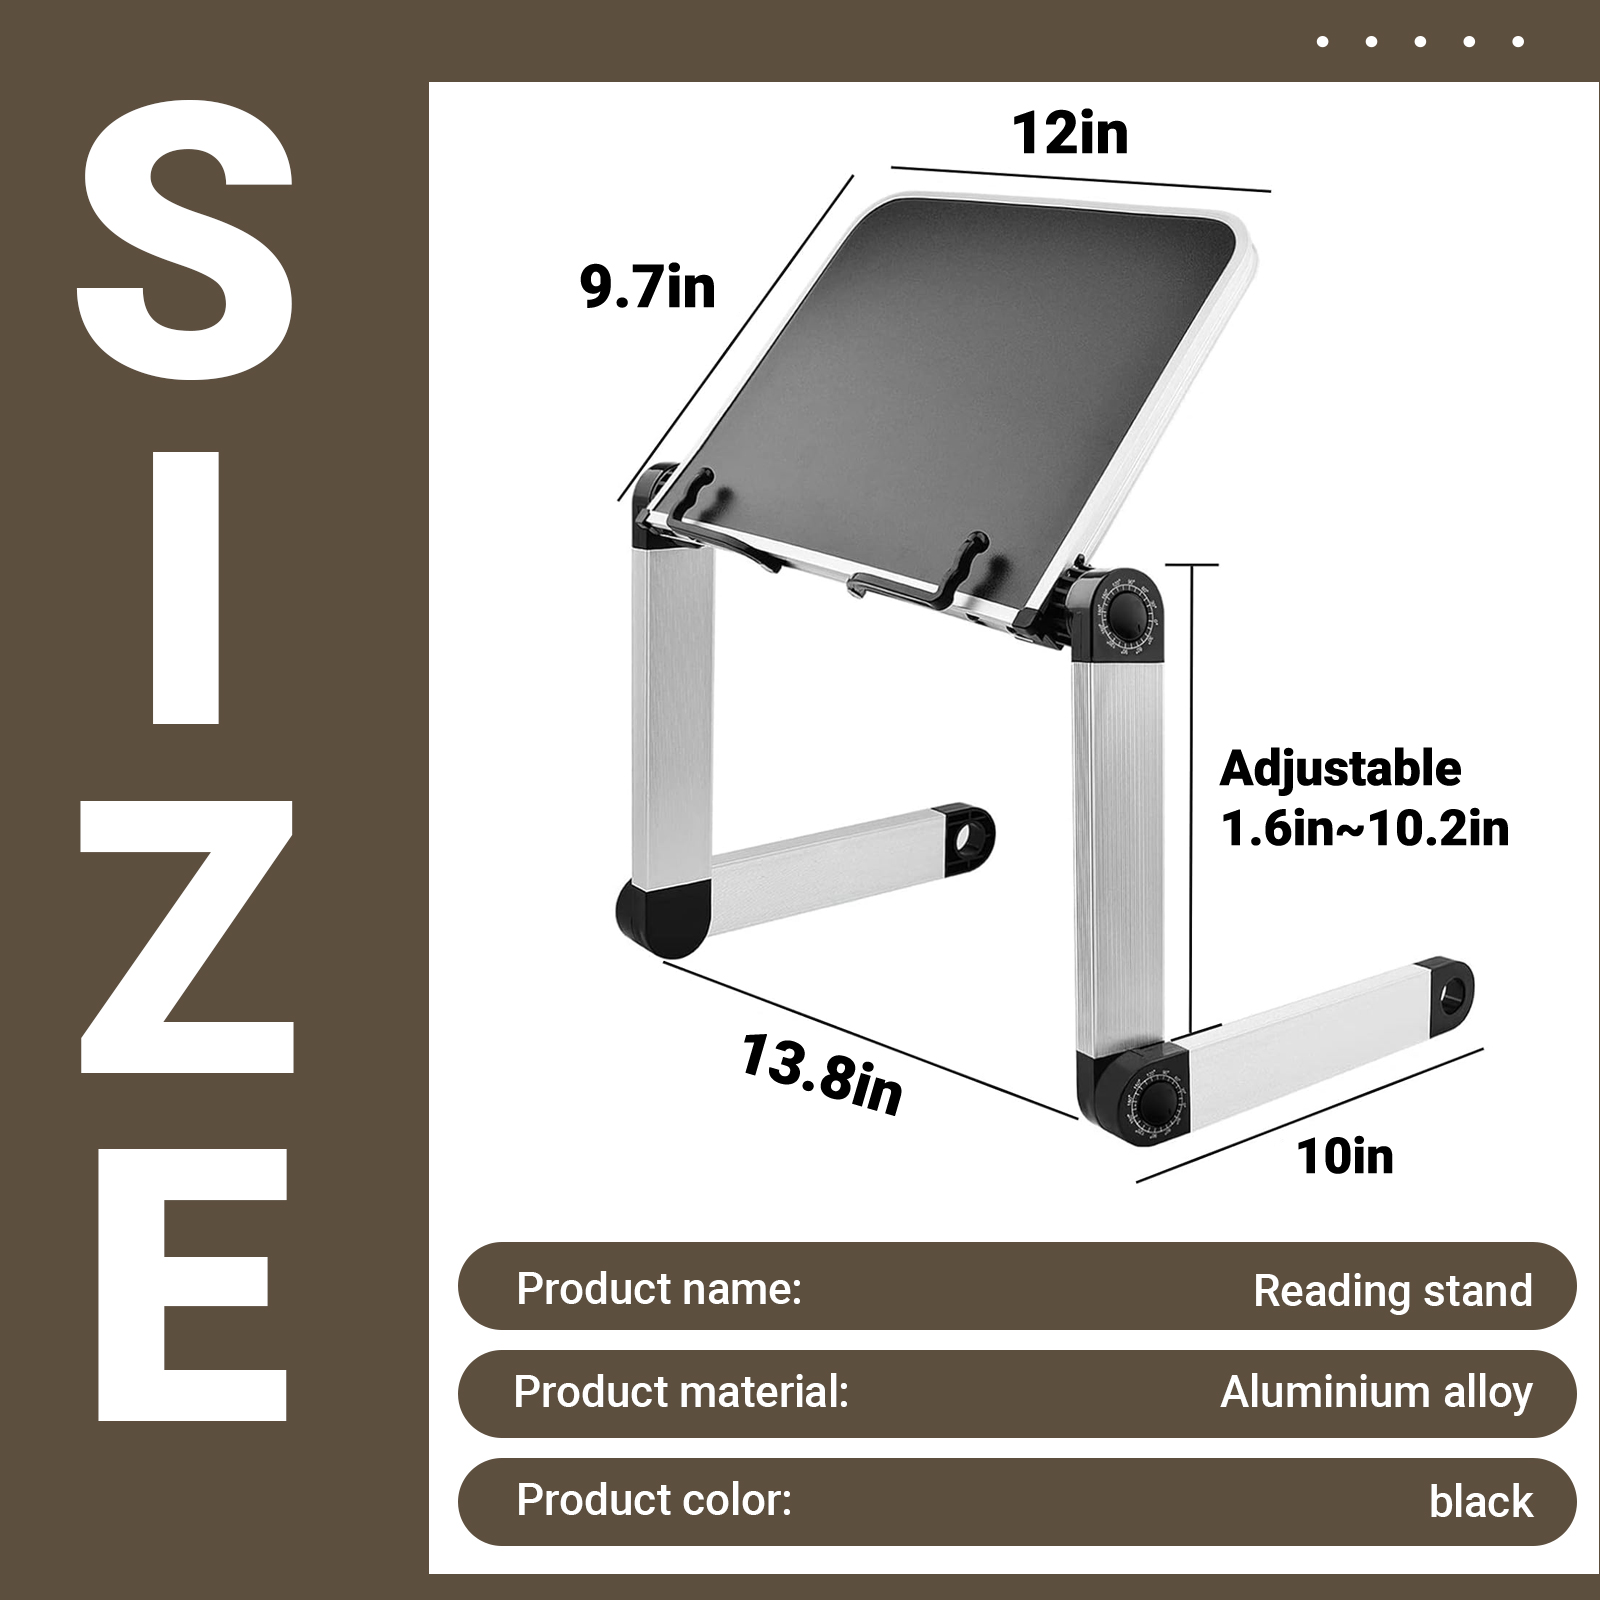 SIZE
12in
9.7in
Adjustable
1.6in~10.2in
13.8in
10in
Product name: Reading stand
Product material: Aluminium alloy
Product color: black